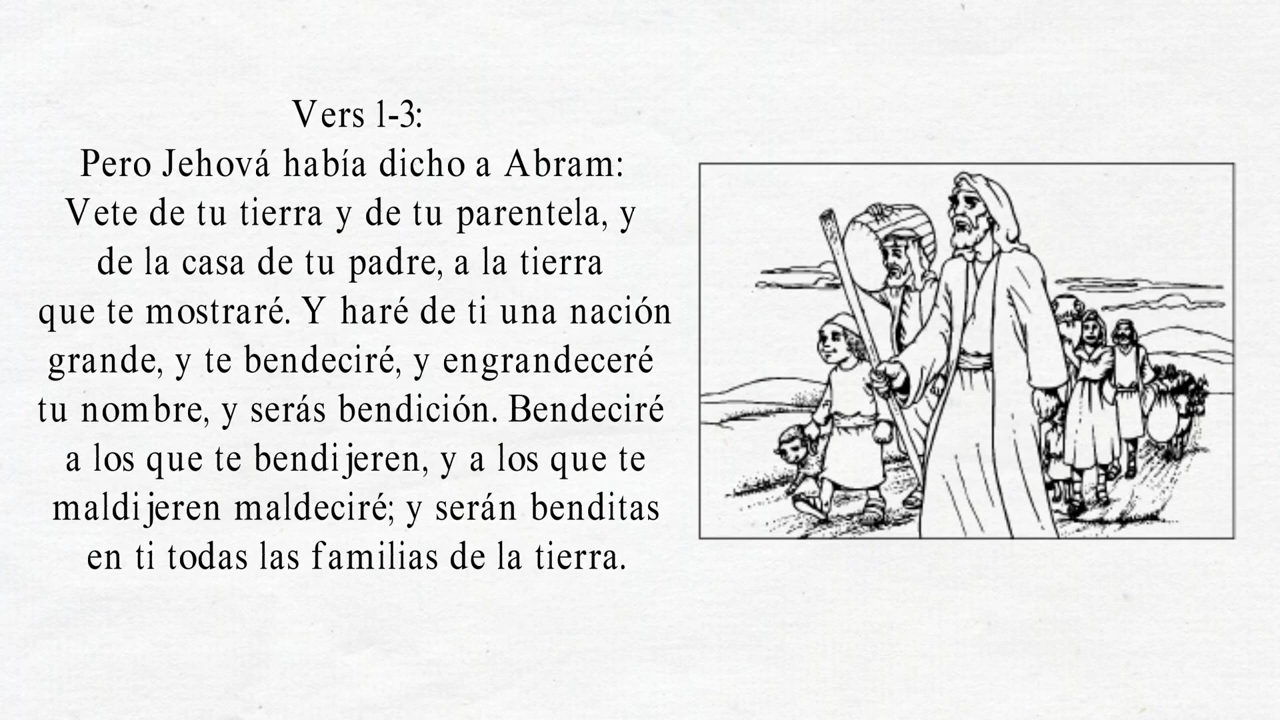 Vers 1-3:
Pero Jehová había dicho a Abram:
Vete de tu tierra y de tu parentela, y
de la casa de tu padre, a la tierra
que te mostraré. Y haré de ti una nación
grande, y te bendeciré, y engrandeceré
tu nombre, y serás bendición. Bendeciré
a los que te bendijeren, y a los que te
maldijeren maldeciré; y serán benditas
en ti todas las familias de la tierra.